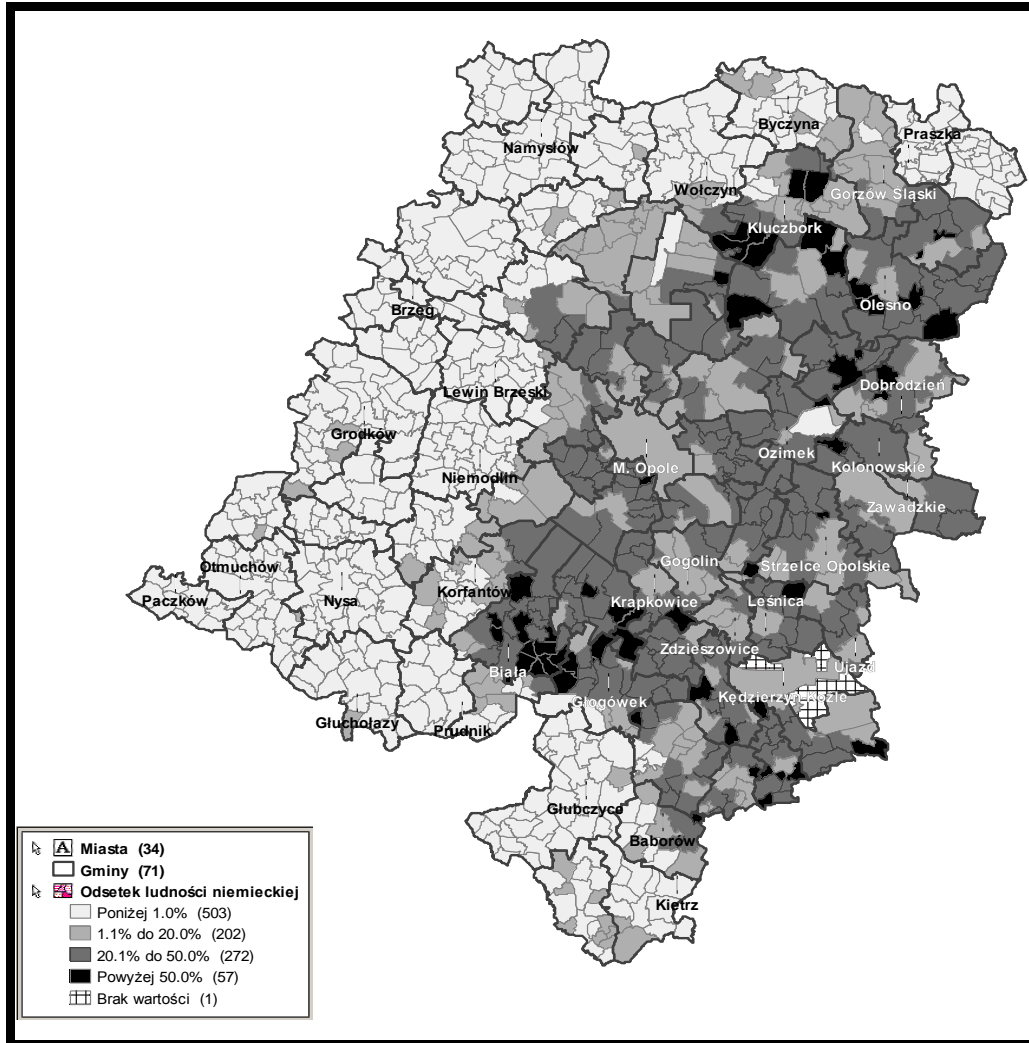 Byczyna
Praszka
Namysłów
Wołczyn
Gorzów Śląski
Kluczbork
Olesno
Brzeg
Dobrodzień
Lewin Brzeski
Grodków
M. Opole
Ozimek
Kolonowskie
Niemodlin
Zawadzkie
Gogolin
Strzelce Opolskie
Otmuchów
Korfantów
Paczków
Nysa
Krapkowice
Leśnica
Zdzieszowice
Ujazd
Biała
Głogówek
Kędzierzyn-Koźle
Głuchołazy
Prudnik
Głubczyce
Baborów
Kietrz
A Miasta (34)
Gminy (71)
Odsetek ludności niemieckiej
Poniżej 1.0% (503)
1.1% do 20.0% (202)
20.1% do 50.0% (272)
Powyżej 50.0% (57)
Brak wartości (1)